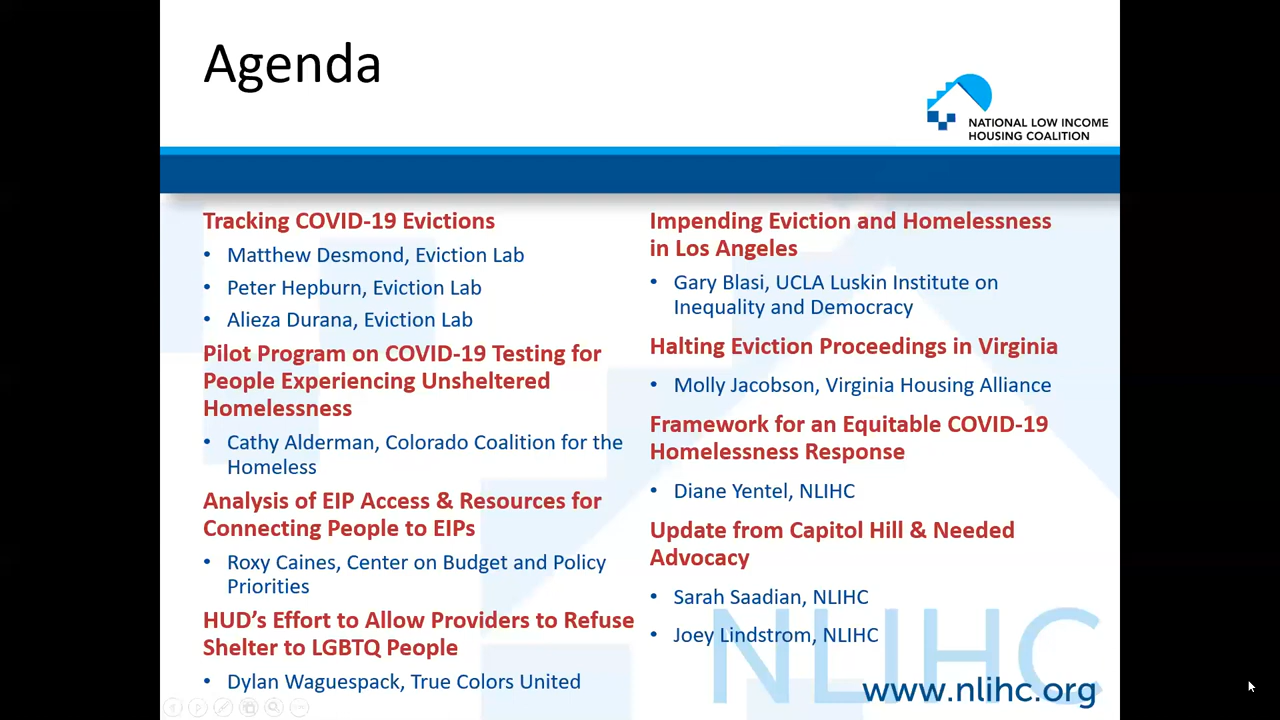 Agenda
NATIONAL LOW INCOME
HOUSING COALITION
Tracking COVID-19 Evictions
• Matthew Desmond, Eviction Lab
• Peter Hepburn, Eviction Lab
• Alieza Durana, Eviction Lab
Pilot Program on COVID-19 Testing for
People Experiencing Unsheltered
Homelessness
• Cathy Alderman, Colorado Coalition for the
Homeless
Analysis of EIP Access & Resources for
Connecting People to EIPs
• Roxy Caines, Center on Budget and Policy
Priorities
HUD's Effort to Allow Providers to Refuse
Shelter to LGBTQ People
• Dylan Waguespack, True Colors United
Impending Eviction and Homelessness
in Los Angeles
• Gary Blasi, UCLA Luskin Institute on
Inequality and Democracy
Halting Eviction Proceedings in Virginia
• Molly Jacobson, Virginia Housing Alliance
Framework for an Equitable COVID-19
Homelessness Response
• Diane Yentel, NLIHC
Update from Capitol Hill & Needed
Advocacy
• Sarah Saadian, NLIHC
• Joey Lindstrom, NLIHC
NLIHC
www.nlihc.org